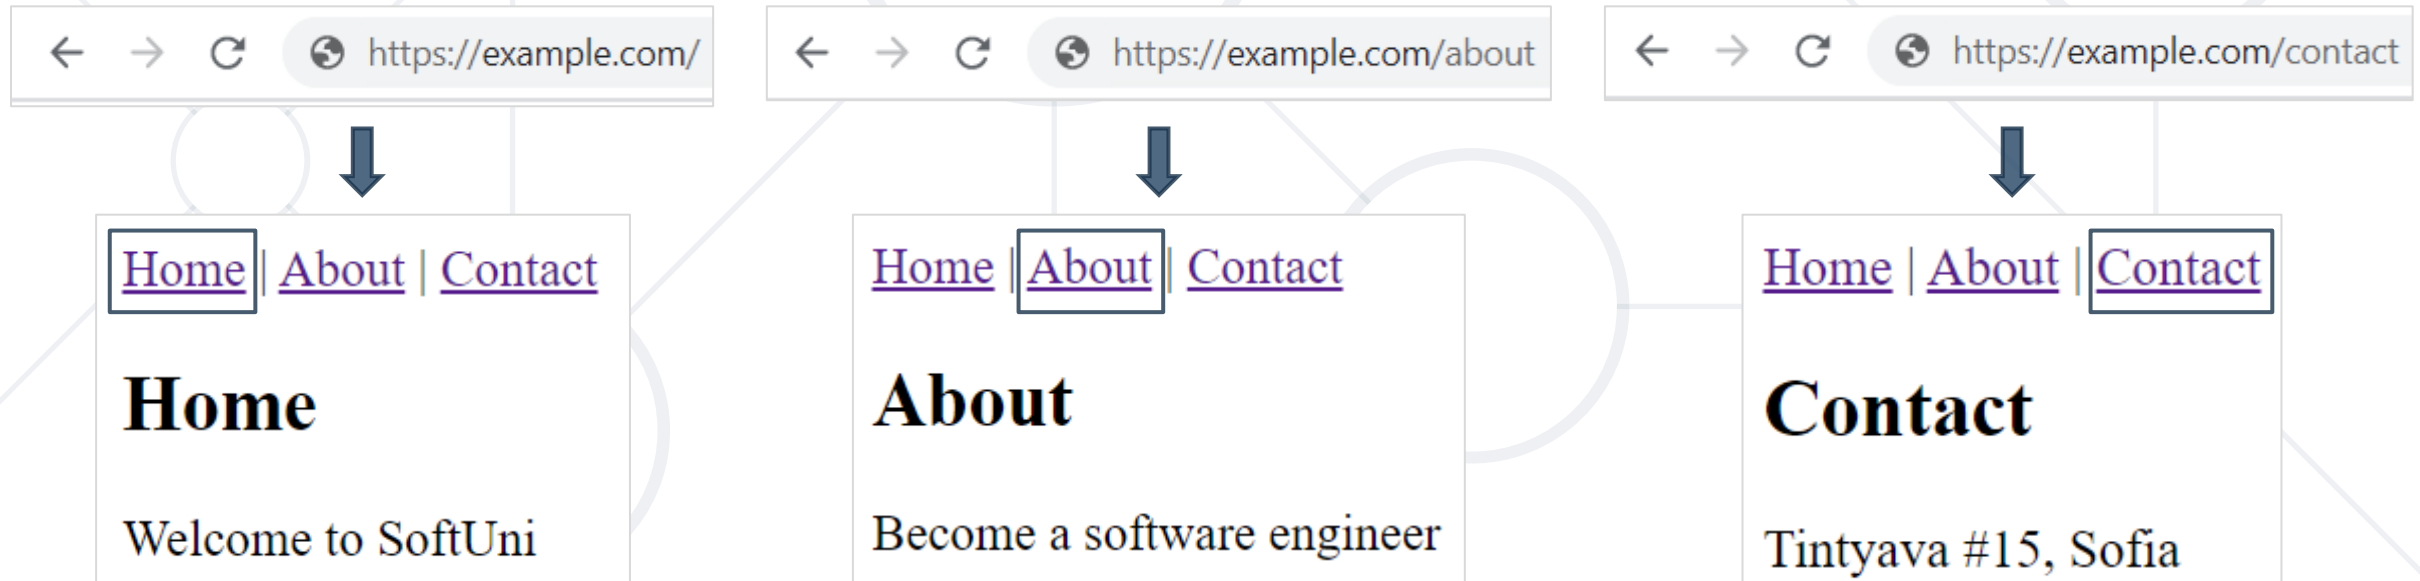 https://example.com/
Home | About | Contact
Home
Welcome to SoftUni
https://example.com/about
Home | About | Contact
About
Become a software engineer
https://example.com/contact
Home | About | Contact
Contact
Tintyava #15, Sofia